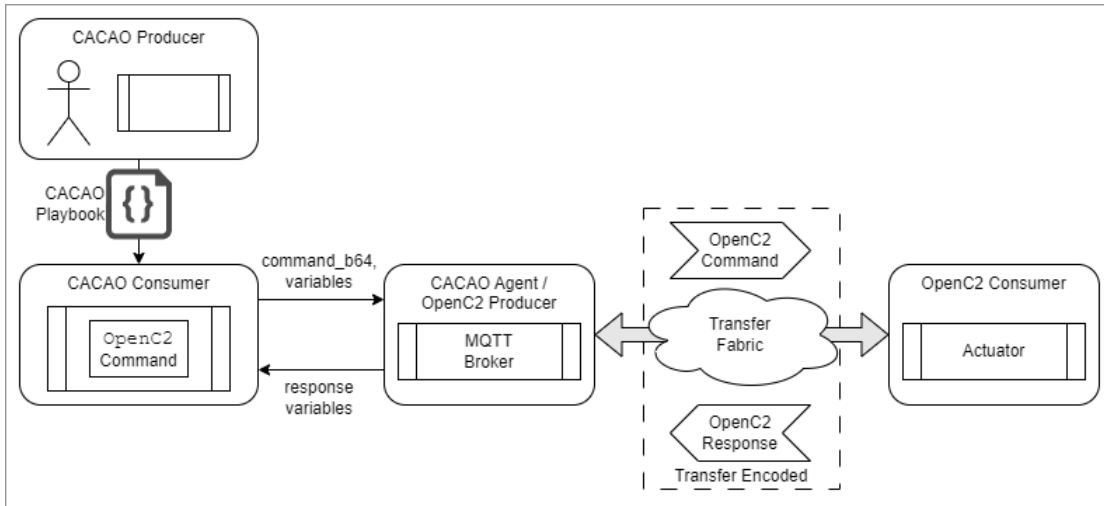 CACAO Producer
CACAO
Playbook
{}
CACAO Consumer
OpenC2
Command
command_b64,
variables
response
variables
CACAO Agent /
OpenC2 Producer
MQTT
Broker
OpenC2
Command
Transfer
Fabric
OpenC2
Response
Transfer Encoded
OpenC2 Consumer
Actuator